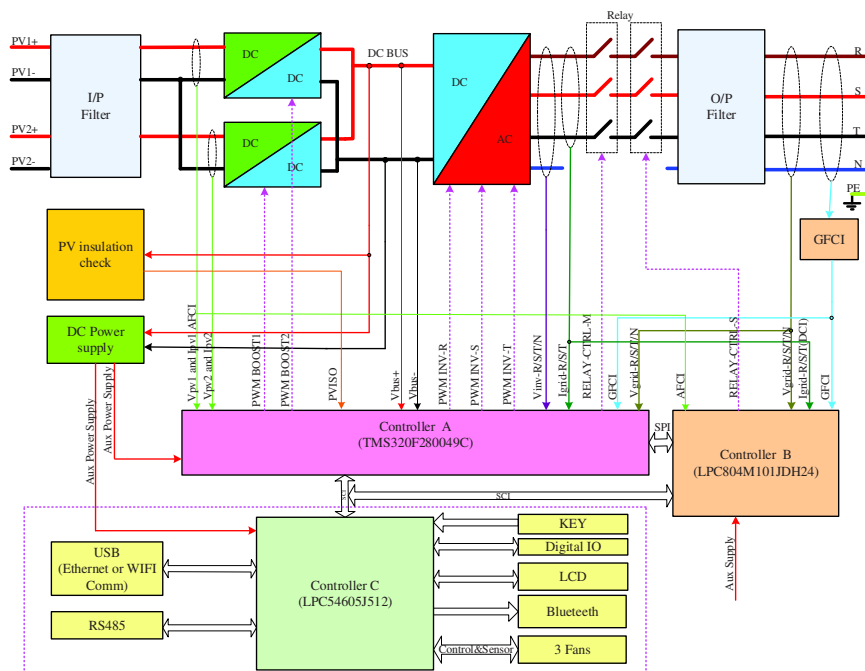 Relay
PV1+
DC
DC BUS
R
PV1-
DC
DC
S
I/P
Filter
O/P
Filter
PV2+
DC
AC
T
PV2-
DC
N
PE
GFCI
PV insulation
check
DC Power
supply
Vpv1 and Ipv1
AFCI
Vpv2 and Ipv2
PWM BOOST1
PWM BOOST2
PVISO
Vbus+
Vbus-
PWM INV-R
PWM INV-S
PWM INV-T
Vinv-R/S/T/N
Igrid-R/S/T
RELAY-CTRL-M
GFCI
Vgrid-R/S/T/N
AFCI
RELAY-CTRL-S
Vgrid-R/S/T/N
Igrid-R/S/T(DCI)
GFCI
Aux Power Supply
Aux Power Supply
Controller A
(TMS320F280049C)
SPI
Controller B
(LPC804M101JDH24)
SCI
SCI
Aux Supply
Controller C
(LPC54605J512)
USB
(Ethernet or WIFI
Comm)
RS485
KEY
Digital IO
LCD
Blueteeth
Control&Sensor
3 Fans